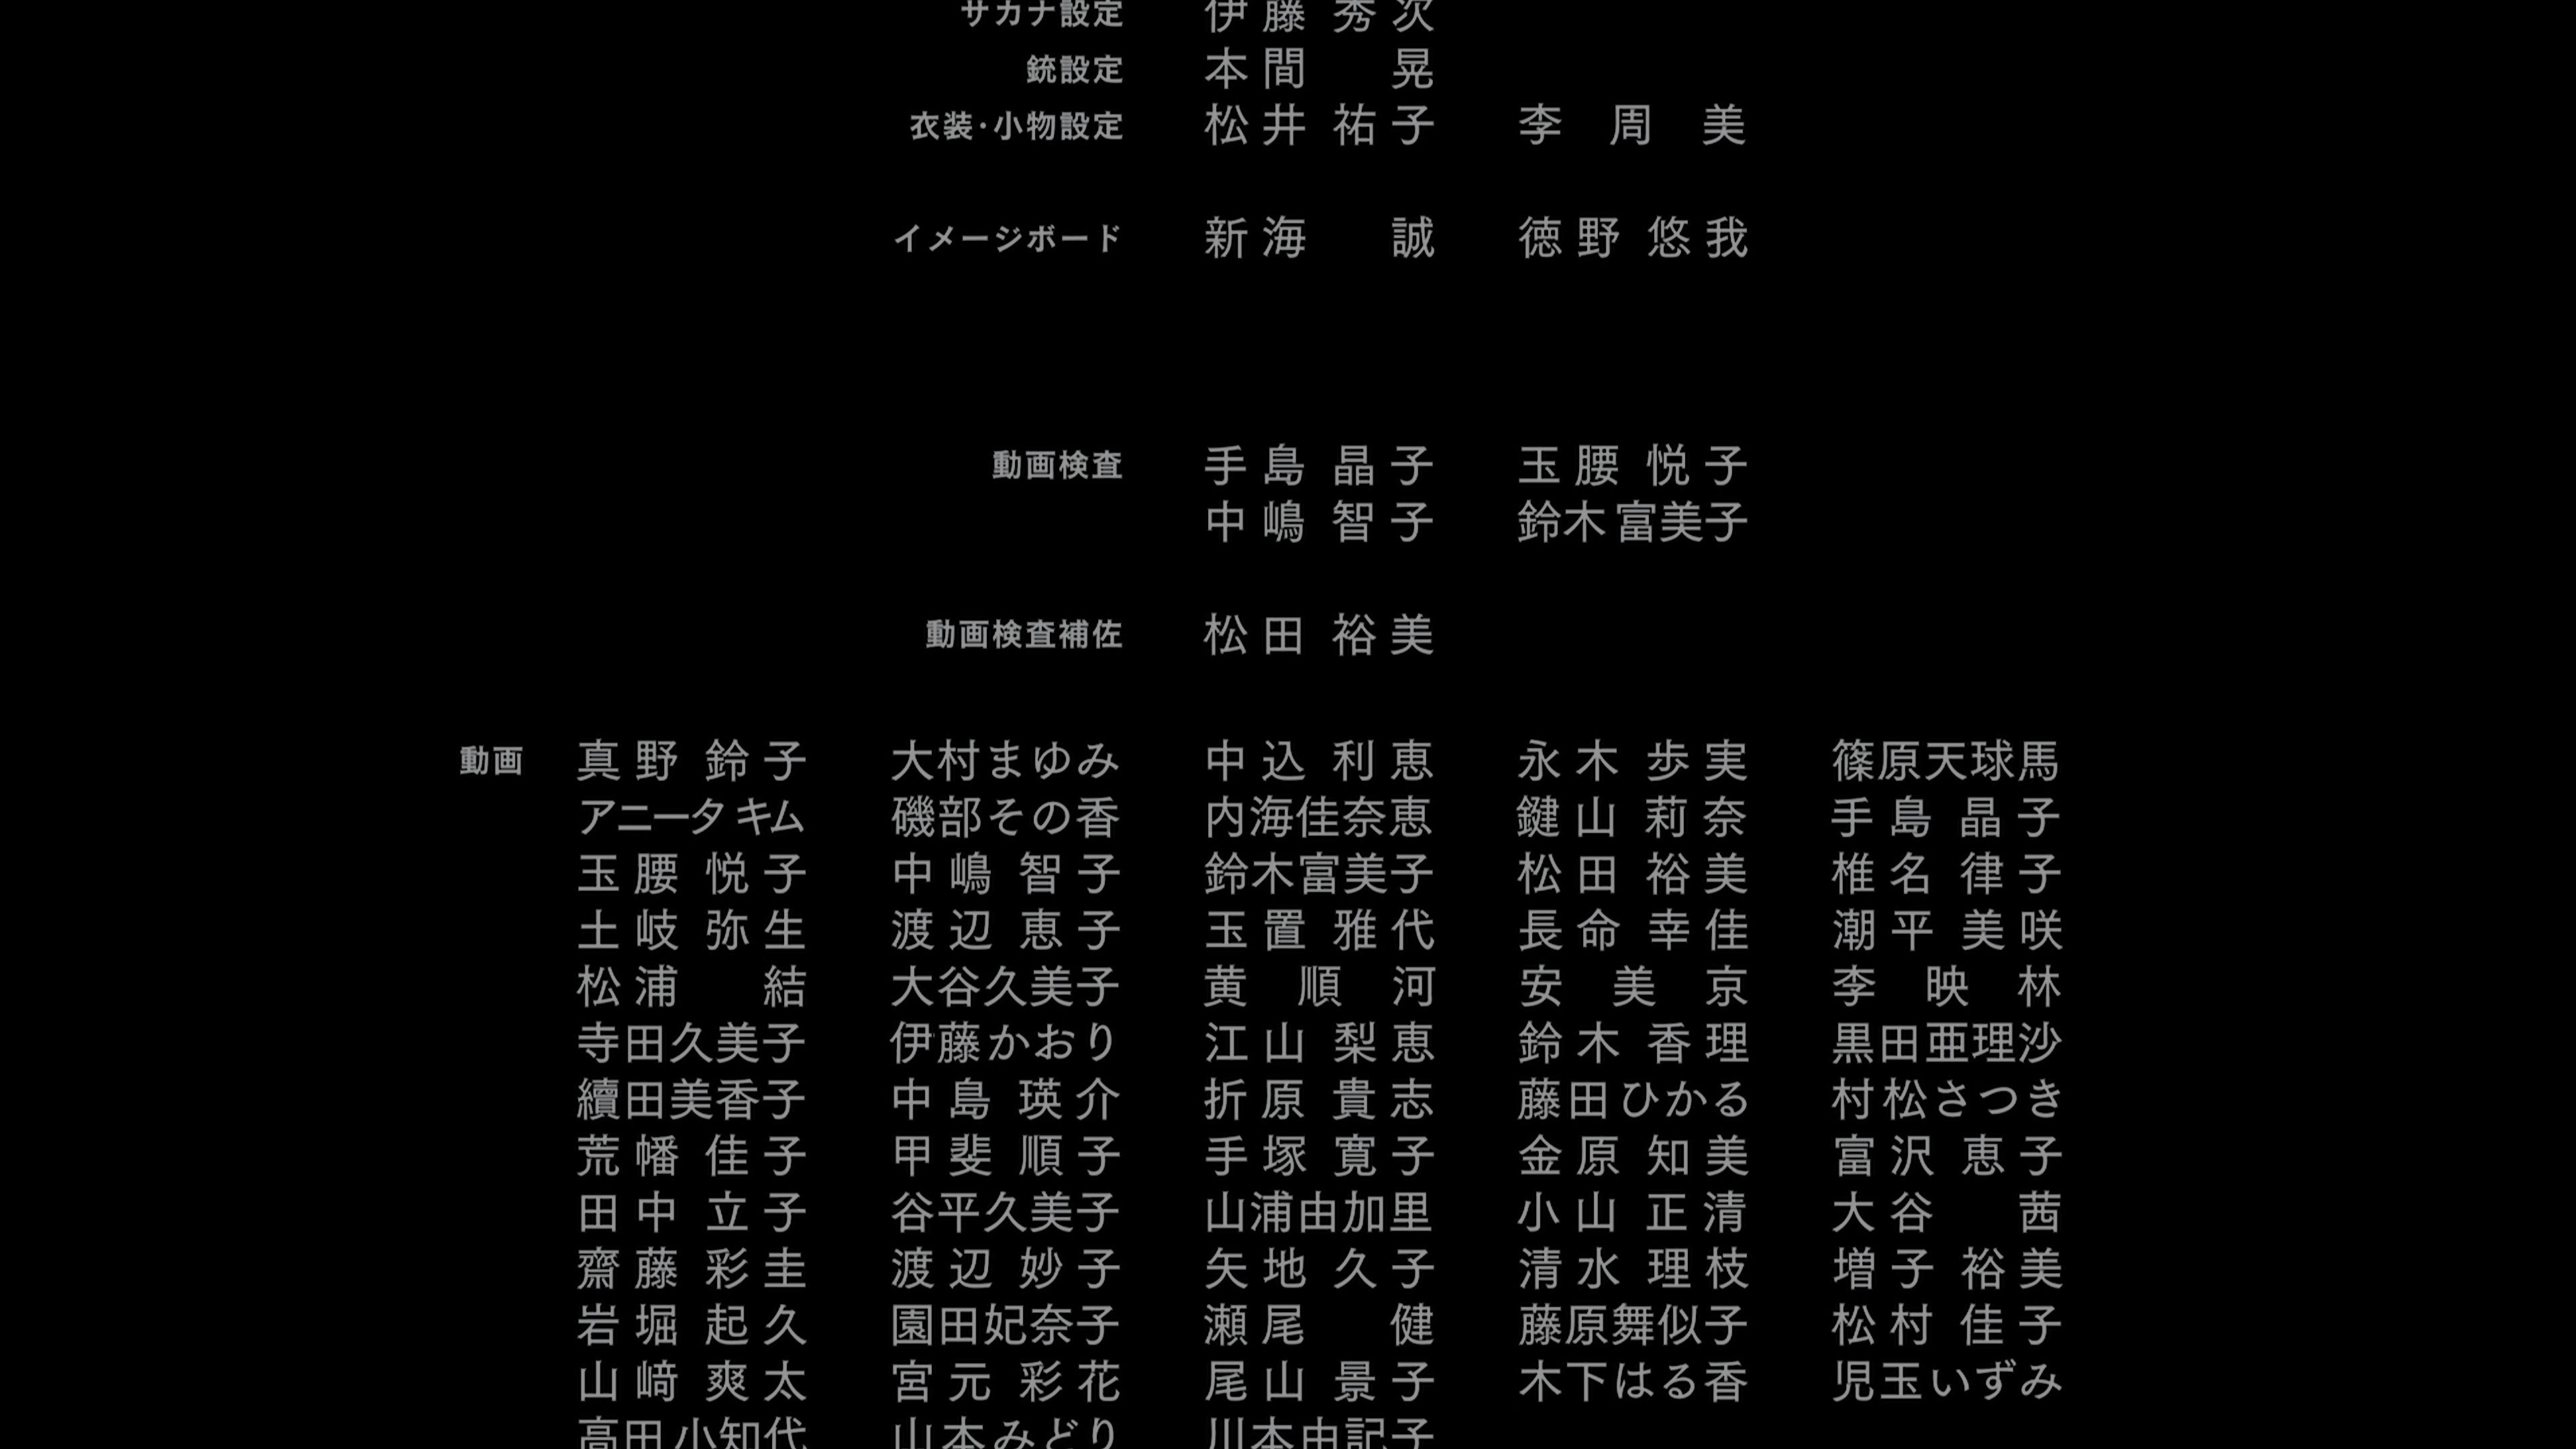 サカナ設定 伊藤秀次
銃設定 本間晃
衣装・小物設定 松井祐子 李周美
イメージボード 新海誠 徳野悠我
動画検査 手島晶子 玉腰悦子
中嶋智子 鈴木富美子
動画検査補佐 松田裕美
動画 真野鈴子 大村まゆみ 中込利恵 永木歩実 篠原天球馬
アニータ キム 磯部その香 内海佳奈恵 鍵山莉奈 手島晶子
玉腰悦子 中嶋智子 鈴木富美子 松田裕美 椎名律子
土岐弥生 渡辺恵子 玉置雅代 長命幸佳 潮平美咲
松浦結 大谷久美子 黄順河 安美京 李映林
寺田久美子 伊藤かおり 江山梨恵 鈴木香理 黒田亜理沙
續田美香子 中島瑛介 折原貴志 藤田ひかる 村松さつき
荒幡佳子 甲斐順子 手塚寛子 金原知美 富沢恵子
田中立子 谷平久美子 山浦由加里 小山正清 大谷茜
齋藤彩圭 渡辺妙子 矢地久子 清水理枝 増子裕美
岩堀起久 園田妃奈子 瀬尾健 藤原舞似子 松村佳子
山﨑爽太 宮元彩花 尾山景子 木下はる香 児玉いずみ
高田小知代 山本みどり 川本由記子